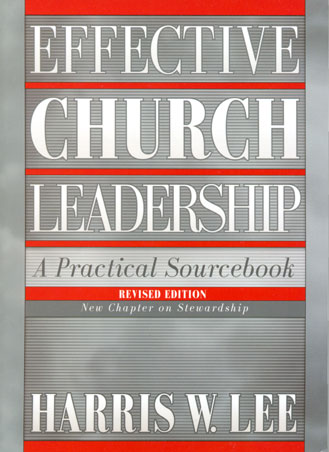 EFFECTIVE
CHURCH
LEADERSHIP
A Practical Sourcebook
REVISED EDITION
New Chapter on Stewardship
HARRIS W. LEE